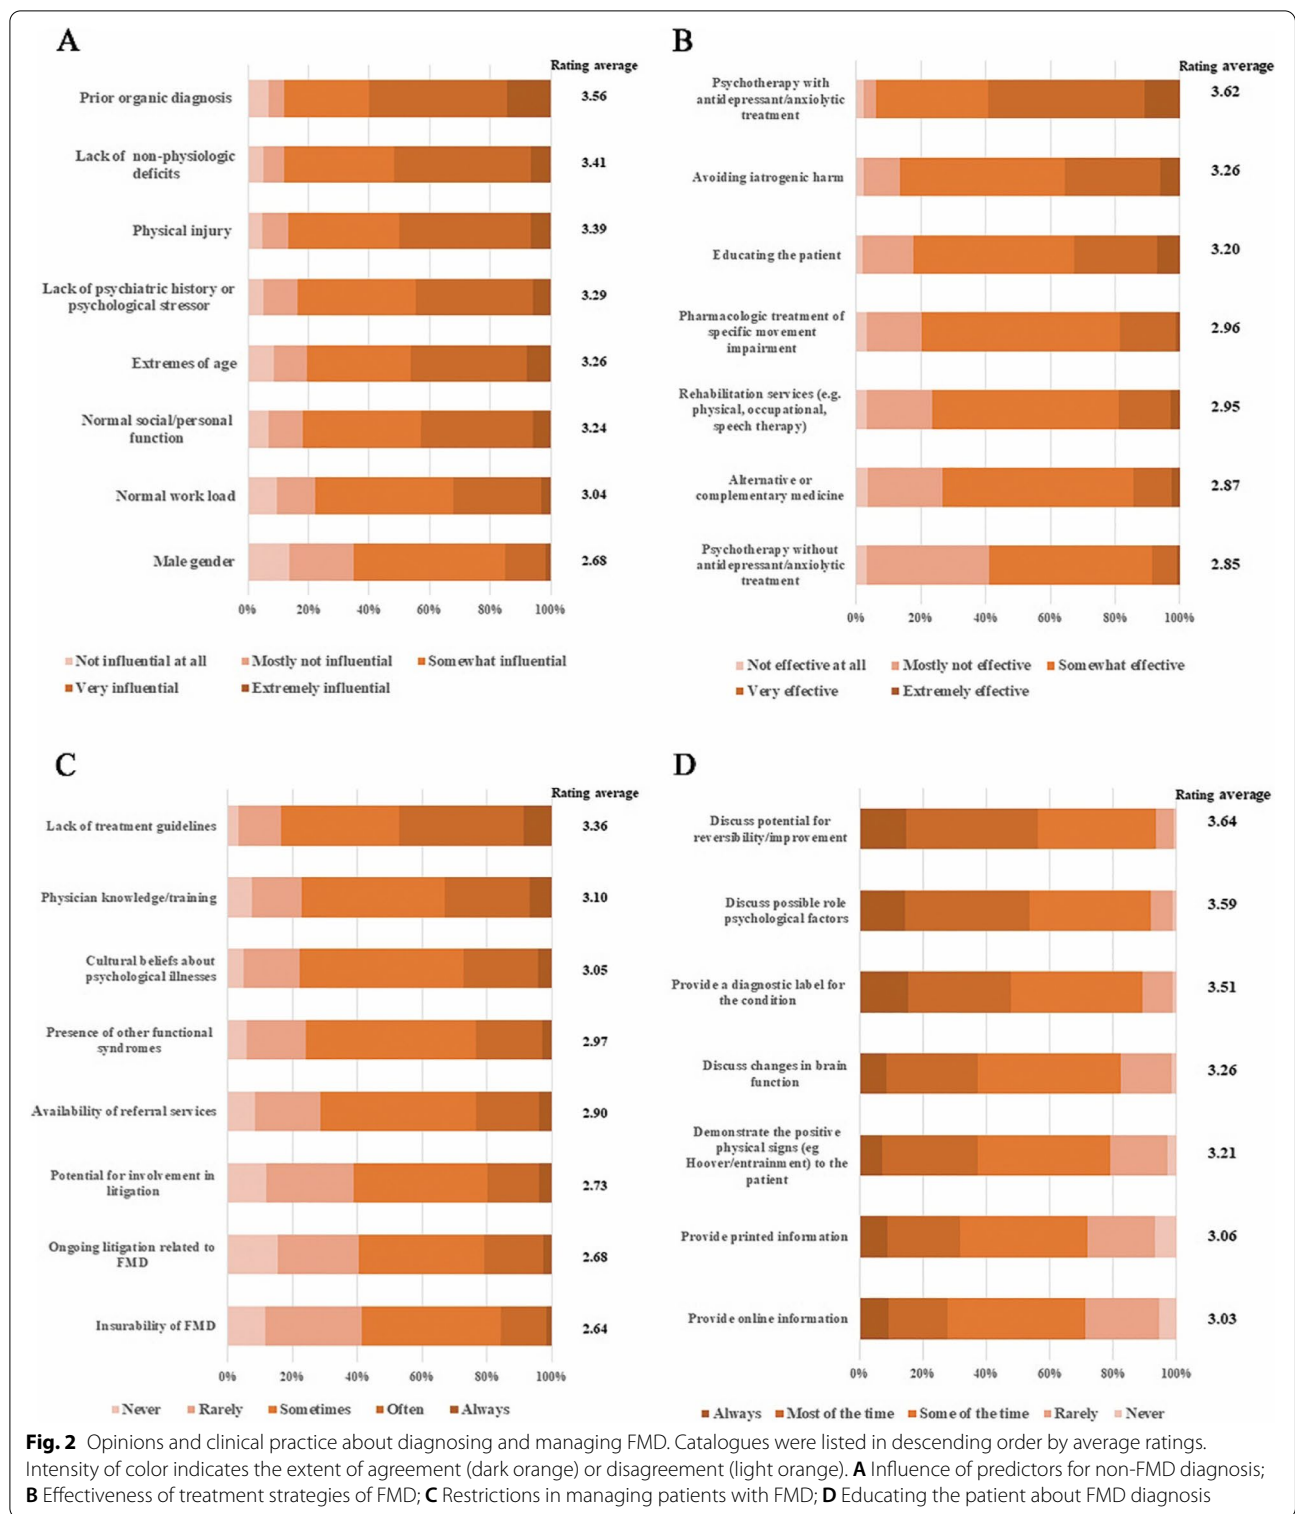 A
Rating average
Prior organic diagnosis
3.56
Lack of non-physiologic
deficits
3.41
Physical injury
3.39
Lack of psychiatric history or
psychological stressor
3.29
Extremes of age
3.26
Normal social/personal
function
3.24
Normal work load
3.04
Male gender
2.68
0% 20% 40% 60% 80% 100%
Not influential at all Mostly not influential Somewhat influential
Very influential Extremely influential
B
Rating average
Psychotherapy with
antidepressant/anxiolytic
treatment
3.62
Avoiding iatrogenic harm
3.26
Educating the patient
3.20
Pharmacologic treatment of
specific movement
impairment
2.96
Rehabilitation services (e.g.
physical, occupational,
speech therapy)
2.95
Alternative or
complementary medicine
2.87
Psychotherapy without
antidepressant/anxiolytic
treatment
2.85
0% 20% 40% 60% 80% 100%
Not effective at all Mostly not effective Somewhat effective
Very effective Extremely effective
C
Rating average
Lack of treatment guidelines
3.36
Physician knowledge/training
3.10
Cultural beliefs about
psychological illnesses
3.05
Presence of other functional
syndromes
2.97
Availability of referral services
2.90
Potential for involvement in
litigation
2.73
Ongoing litigation related to
FMD
2.68
Insurability of FMD
2.64
0% 20% 40% 60% 80% 100%
Never Rarely Sometimes Often Always
D
Rating average
Discuss potential for
reversibility/improvement
3.64
Discuss possible role
psychological factors
3.59
Provide a diagnostic label for
the condition
3.51
Discuss changes in brain
function
3.26
Demonstrate the positive
physical signs (eg
Hoover/entrainment) to the
patient
3.21
Provide printed information
3.06
Provide online information
3.03
0% 20% 40% 60% 80% 100%
Always Most of the time Some of the time Rarely Never
Fig. 2 Opinions and clinical practice about diagnosing and managing FMD. Catalogues were listed in descending order by average ratings.
Intensity of color indicates the extent of agreement (dark orange) or disagreement (light orange). A Influence of predictors for non-FMD diagnosis;
B Effectiveness of treatment strategies of FMD; C Restrictions in managing patients with FMD; D Educating the patient about FMD diagnosis